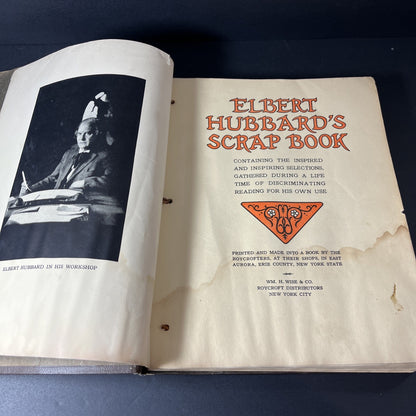 ELBERT HUBBARD IN HIS WORKSHOP
ELBERT
HUBBARD'S
SCRAP BOOK
CONTAINING THE INSPIRED
AND INSPIRING SELECTIONS,
GATHERED DURING A LIFE
TIME OF DISCRIMINATING
READING FOR HIS OWN USE
PRINTED AND MADE INTO A BOOK BY THE
ROYCROFTERS, AT THEIR SHOPS, IN EAST
AURORA, ERIE COUNTY, NEW YORK STATE
WM. H. WISE & CO.
ROYCROFT DISTRIBUTORS
NEW YORK CITY